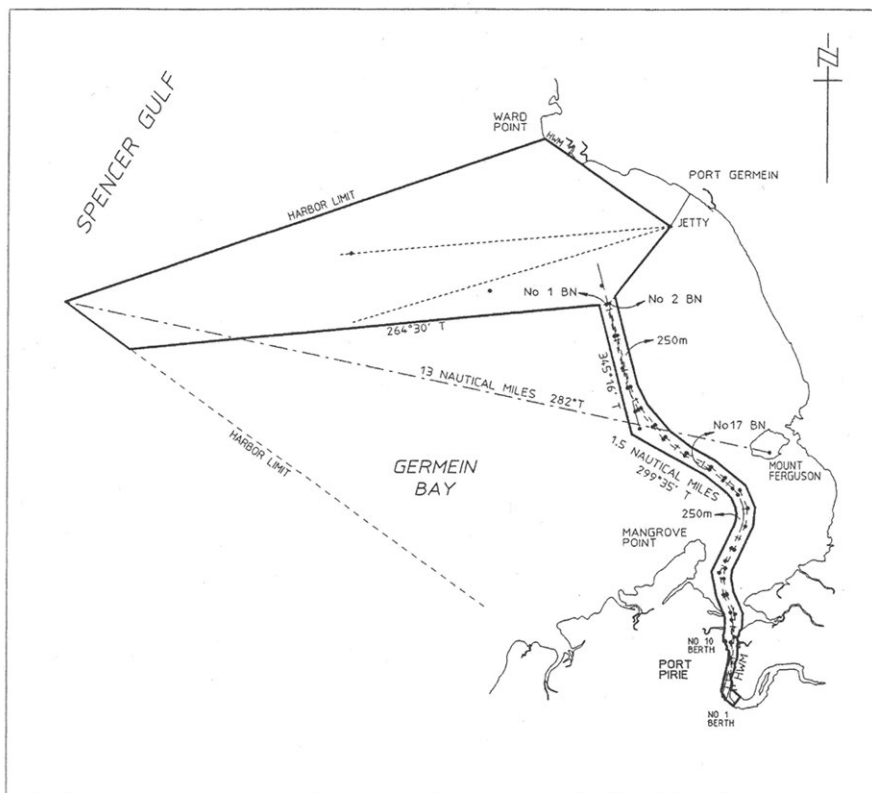 N
SPENCER GULF
WARD
POINT
HWM
PORT GERMEIN
HARBOR LIMIT
JETTY
No 1 BN
No 2 BN
264°30' T
250m
345°16' T
13 NAUTICAL MILES 282°T
No17 BN
HARBOR LIMIT
1.5 NAUTICAL MILES
299°35' T
MOUNT
FERGUSON
GERMEIN
BAY
250m
MANGROVE
POINT
NO 10
BERTH
PORT
PIRIE
HWM
NO 1
BERTH